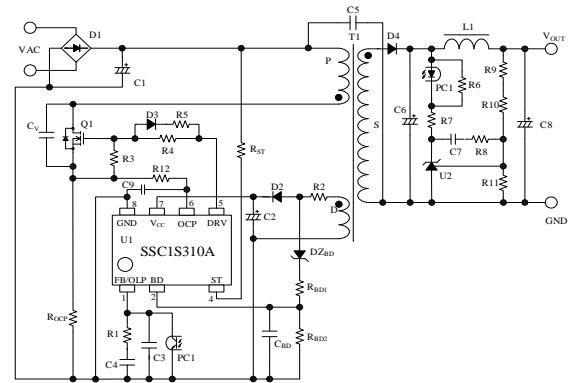 C5
T1
D1
VAC
C1
P
D4
L1
VOUT
PC1
R6
R9
R10
CV
Q1
D3
R5
R4
R3
RST
C6
S
R7
C7
R8
C8
U2
R11
R12
C9
D2
R2
D
C2
GND
8
7
6
5
GND
VCC
OCP
DRV
U1
SSC1S310A
DZBD
FB/OLP
BD
ST
1
2
4
RBD1
ROCP
R1
C3
PC1
CBD
RBD2
C4